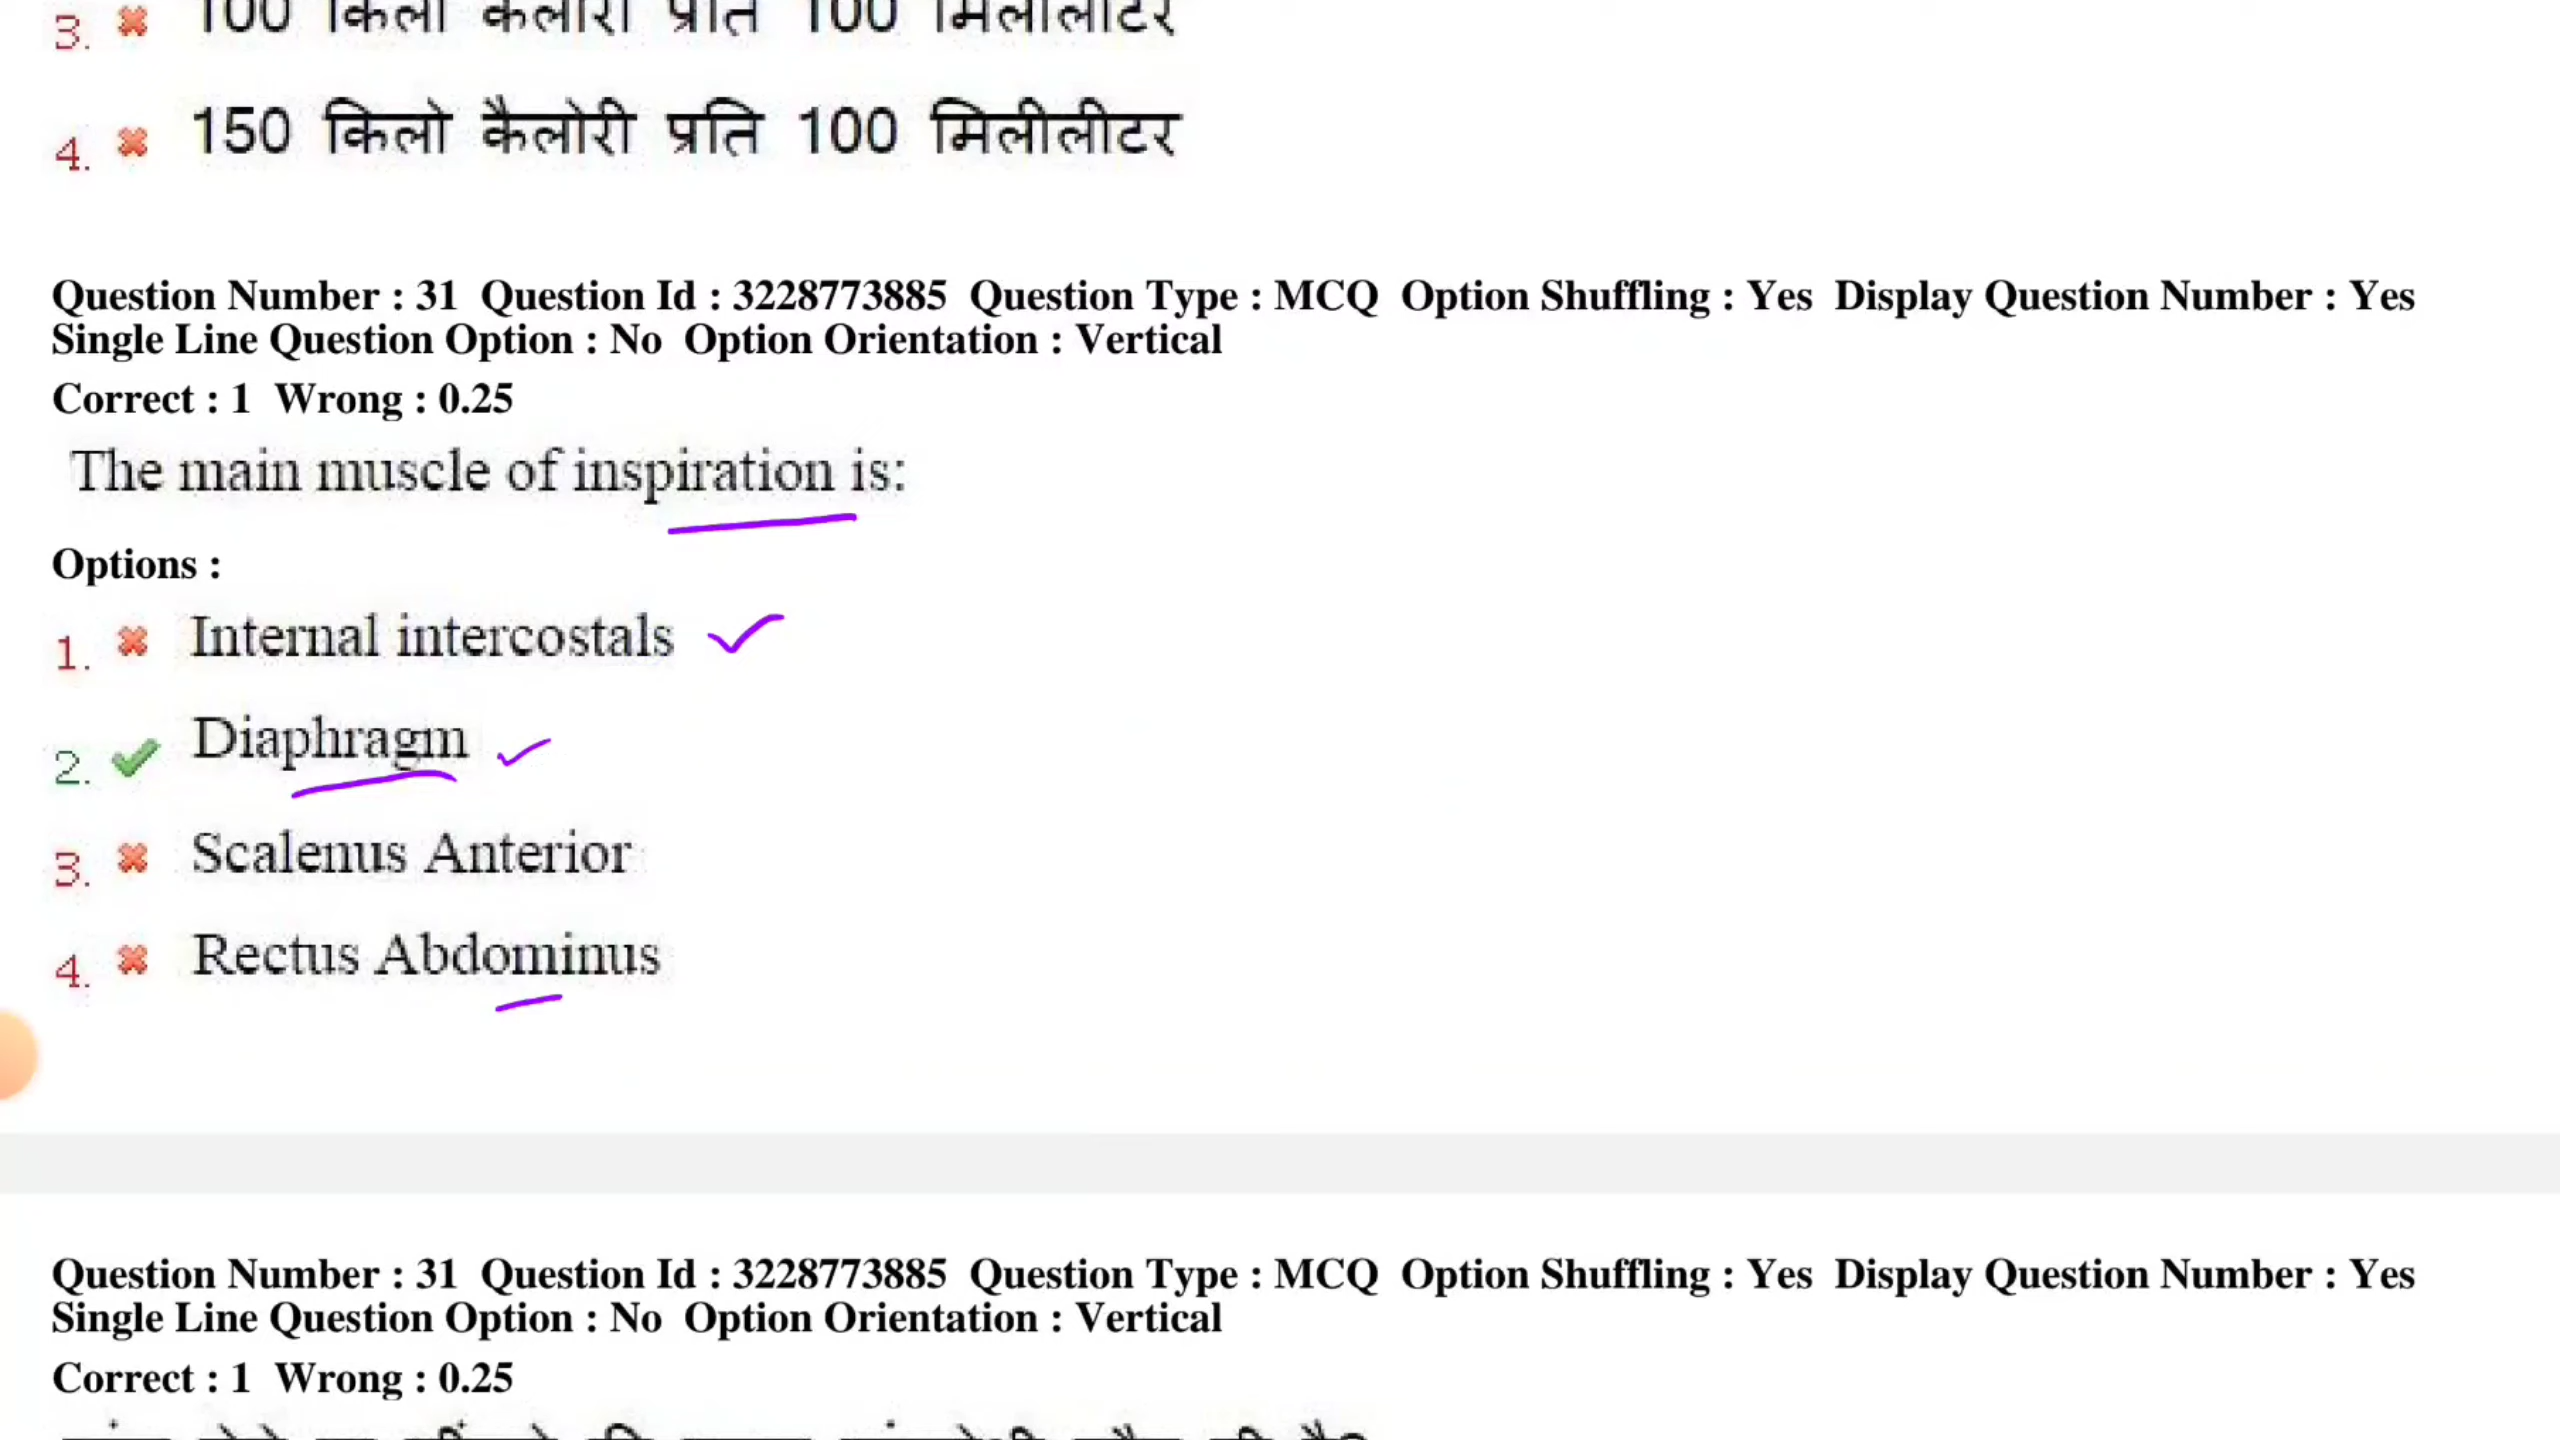 3. 100 किलो कैलोरी प्रति 100 मिलीलीटर
4. 150 किलो कैलोरी प्रति 100 मिलीलीटर
Question Number : 31 Question Id : 3228773885 Question Type : MCQ Option Shuffling : Yes Display Question Number : Yes
Single Line Question Option : No Option Orientation : Vertical
Correct : 1 Wrong : 0.25
The main muscle of inspiration is:
Options :
1. Internal intercostals
2. Diaphragm
3. Scalenus Anterior
4. Rectus Abdominus
Question Number : 31 Question Id : 3228773885 Question Type : MCQ Option Shuffling : Yes Display Question Number : Yes
Single Line Question Option : No Option Orientation : Vertical
Correct : 1 Wrong : 0.25